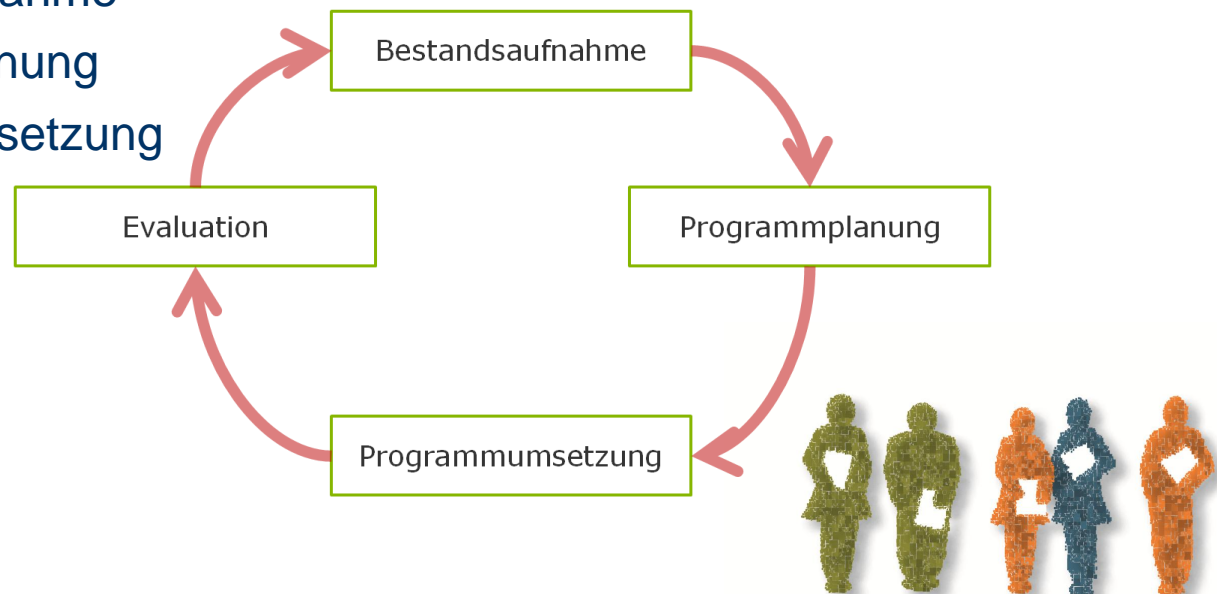 nung
setzung
Bestandsaufnahme
Evaluation
Programmplanung
Programmumsetzung